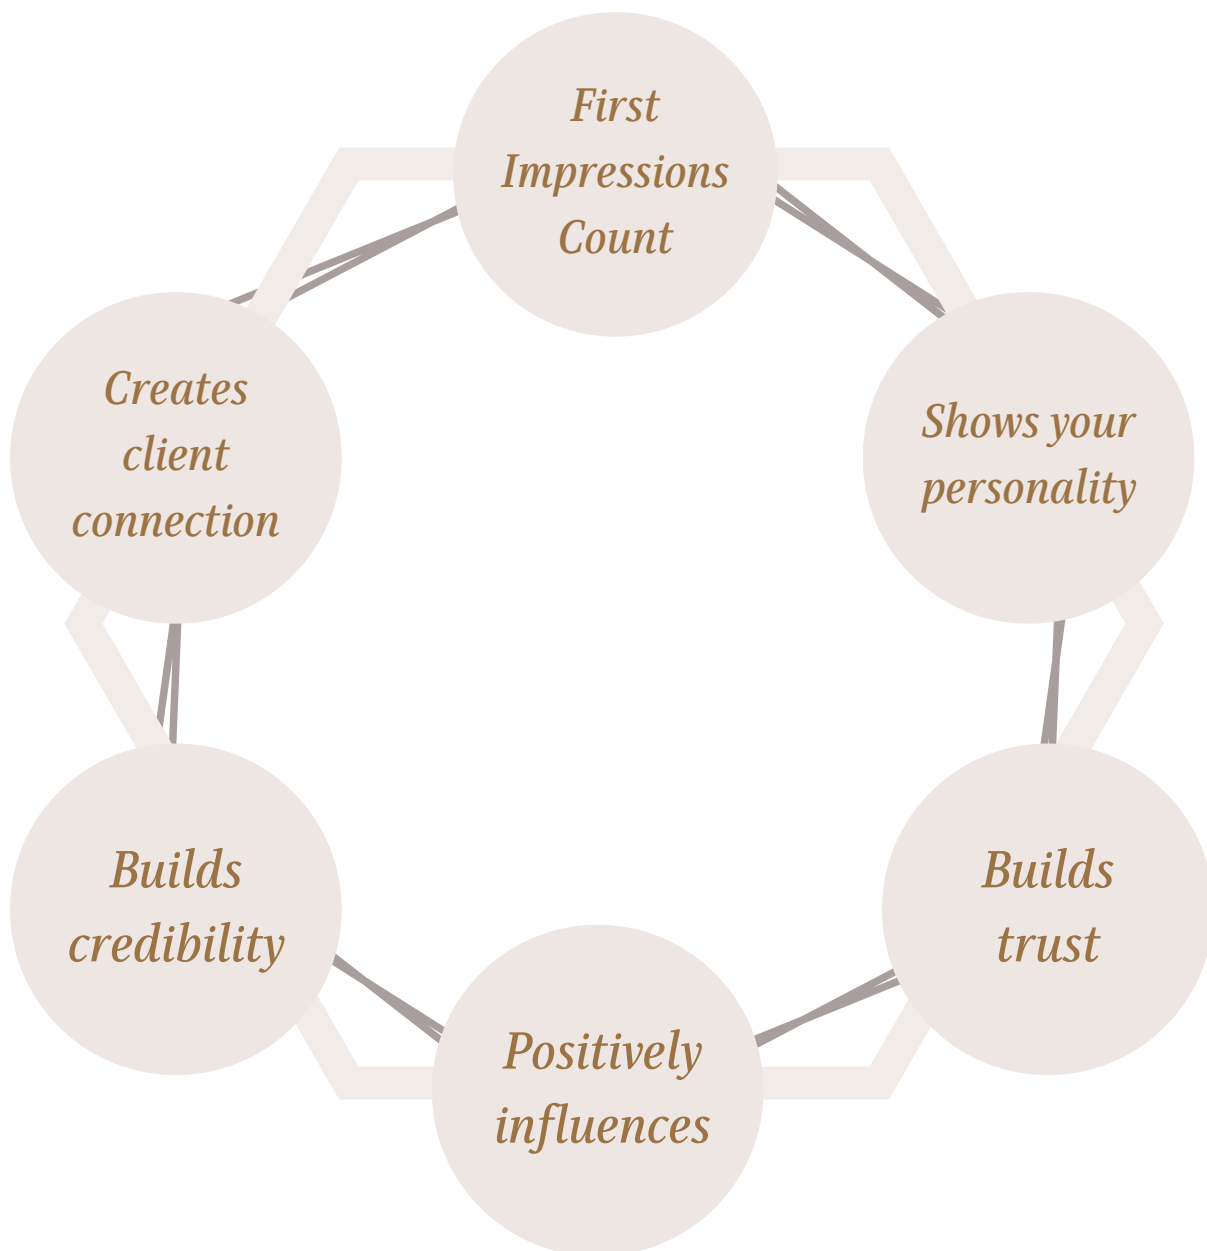 First
Impressions
Count
Shows your
personality
Builds
trust
Positively
influences
Builds
credibility
Creates
client
connection